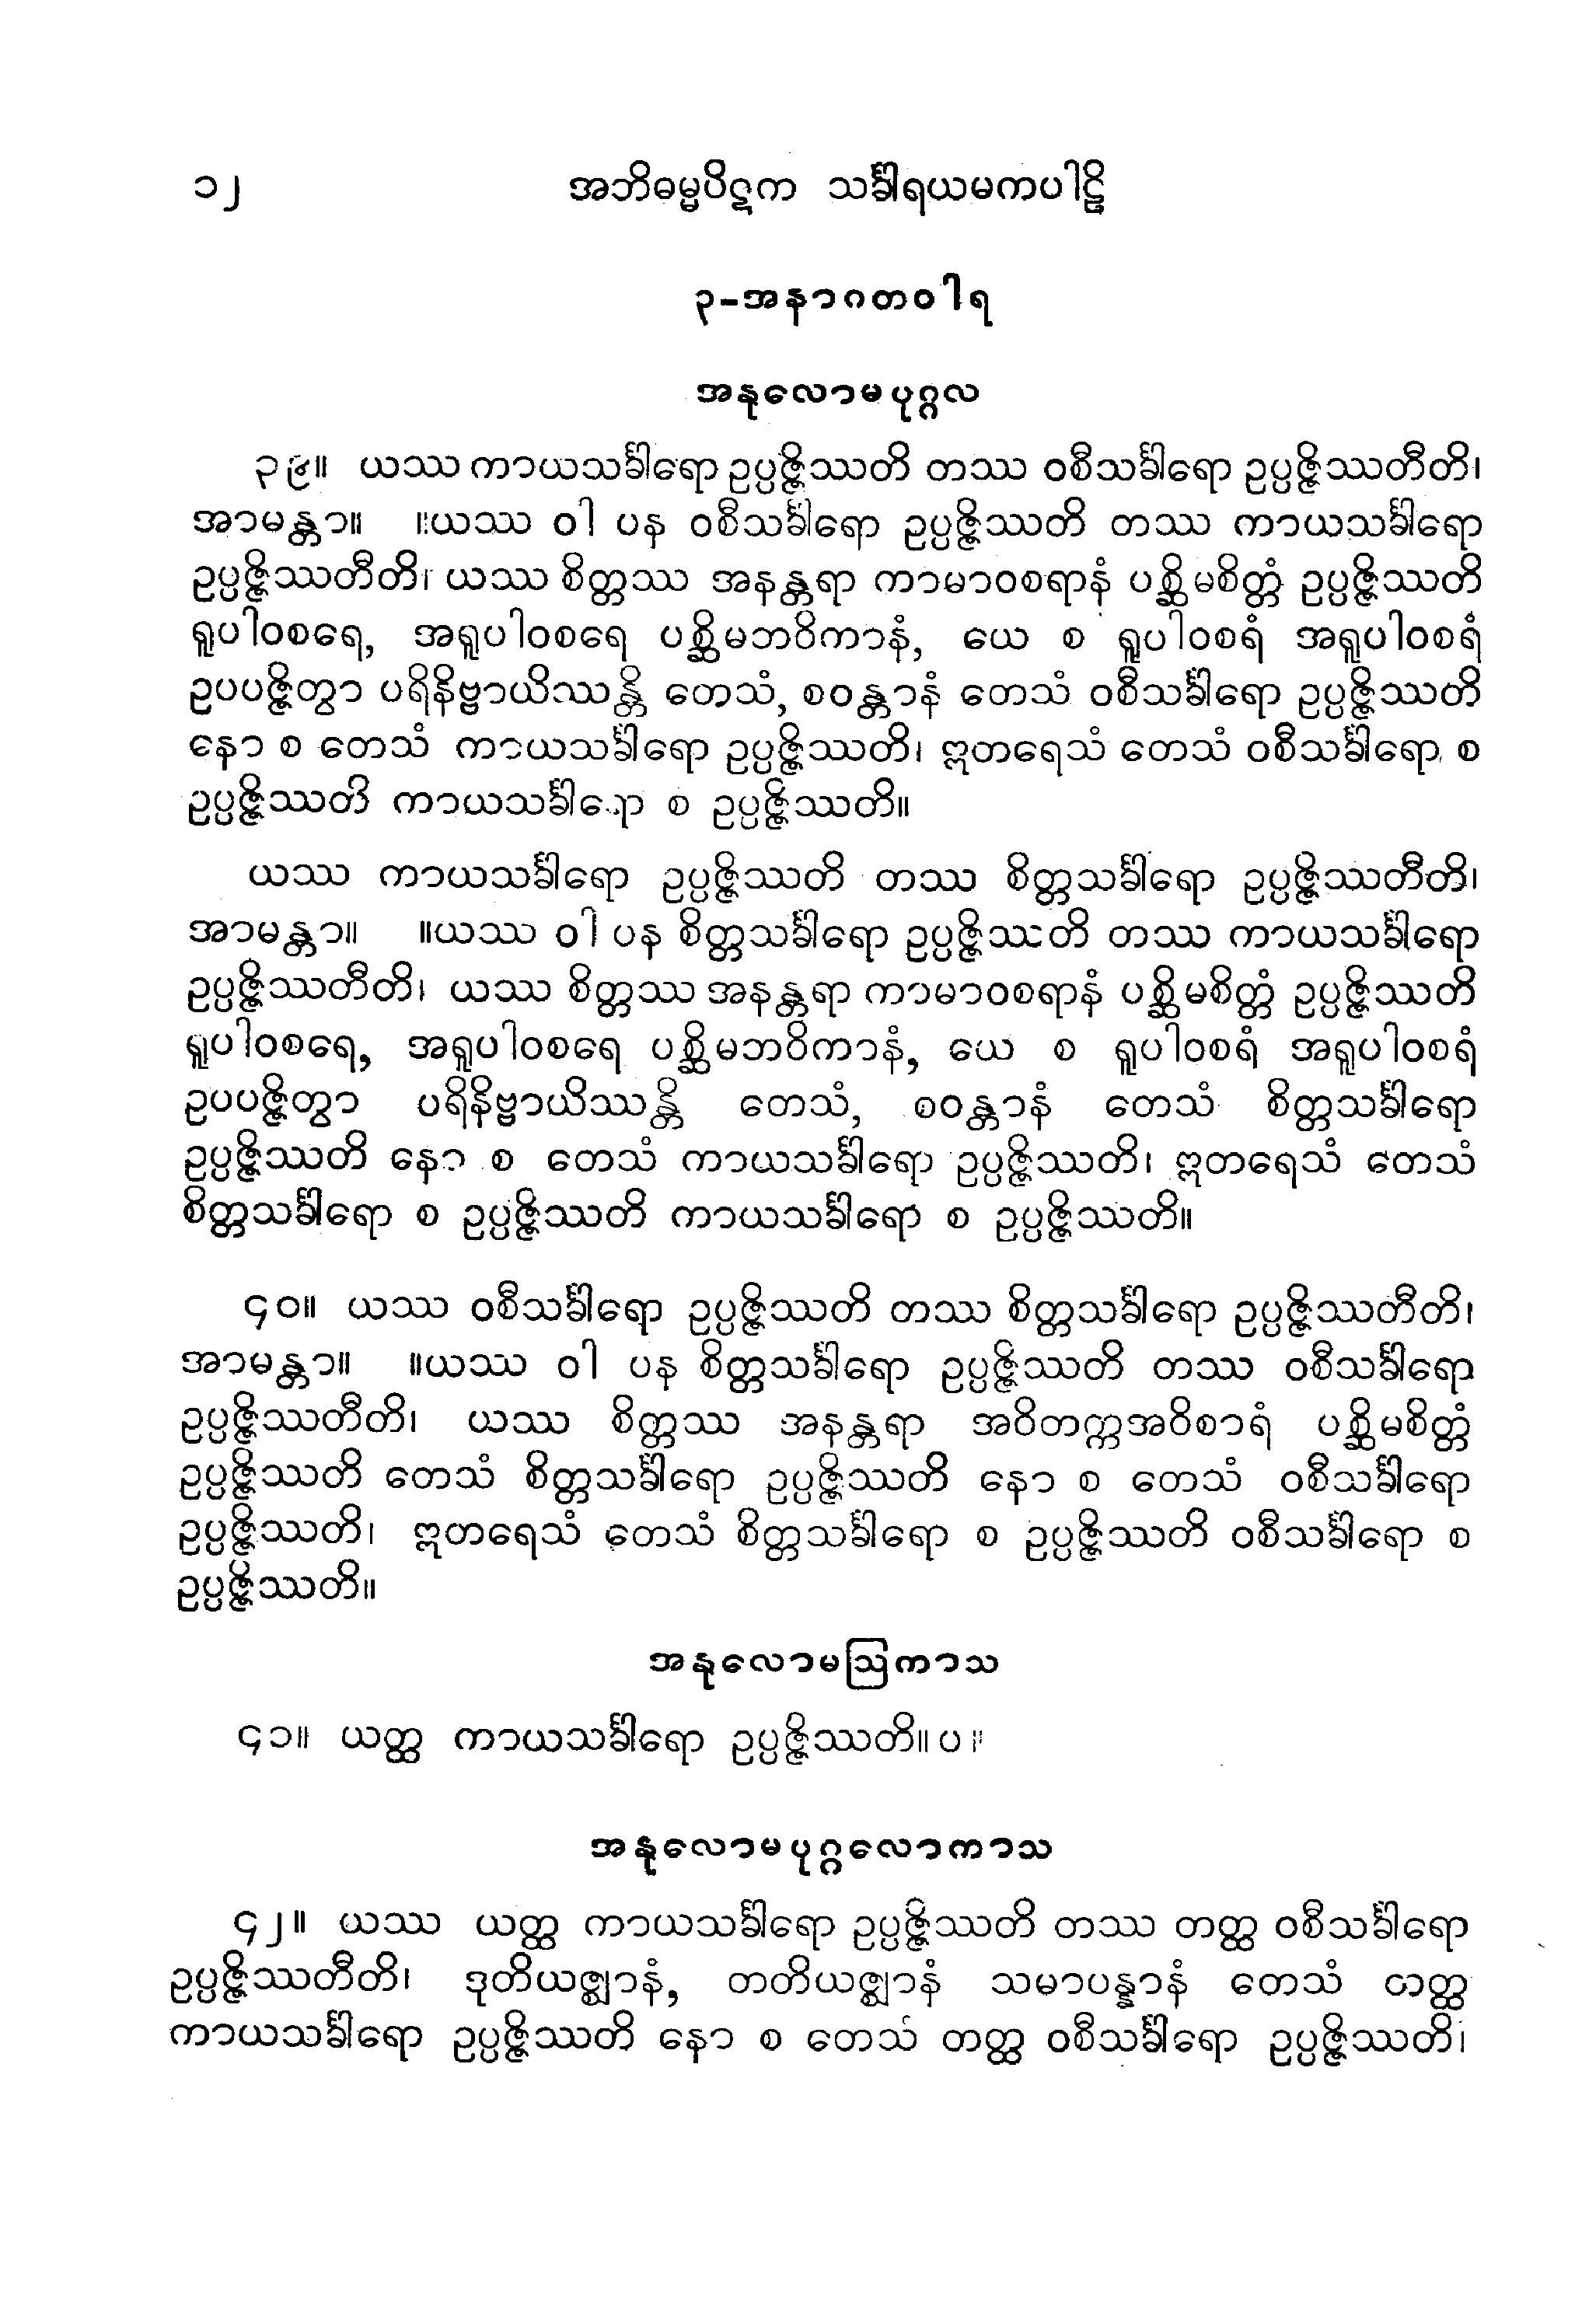 ၁၂ အဘိဓမ္မပိဋက သင်္ခါရယမကပါဠိ
၃-အနာဂတဝါရ
အနုလောမပုဂ္ဂလ
၃၉။ ယဿ ကာယသင်္ခါရော ဥပ္ပဇ္ဇိဿတိ တဿ ဝစီသင်္ခါရော ဥပ္ပဇ္ဇိဿတီတိ၊
အာမန္တာ။ ။ယဿ ဝါ ပန ဝစီသင်္ခါရော ဥပ္ပဇ္ဇိဿတိ တဿ ကာယသင်္ခါရော
ဥပ္ပဇ္ဇိဿတီတိ၊ ယဿ စိတ္တဿ အနန္တရာ ကာမာဝစရာနံ ပစ္ဆိမစိတ္တံ ဥပ္ပဇ္ဇိဿတိ
ရူပါဝစရေ, အရူပါဝစရေ ပစ္ဆိမဘဝိကာနံ, ယေ စ ရူပါဝစရံ အရူပါဝစရံ
ဥပပဇ္ဇိတွာ ပရိနိဗ္ဗာယိဿန္တိ တေသံ, စဝန္တာနံ တေသံ ဝစီသင်္ခါရော ဥပ္ပဇ္ဇိဿတိ
နော စ တေသံ ကာယသင်္ခါရော ဥပ္ပဇ္ဇိဿတိ၊ ဣတရေသံ တေသံ ဝစီသင်္ခါရော စ
ဥပ္ပဇ္ဇိဿတိ ကာယသင်္ခါရော စ ဥပ္ပဇ္ဇိဿတိ။
ယဿ ကာယသင်္ခါရော ဥပ္ပဇ္ဇိဿတိ တဿ စိတ္တသင်္ခါရော ဥပ္ပဇ္ဇိဿတီတိ၊
အာမန္တာ။ ။ယဿ ဝါ ပန စိတ္တသင်္ခါရော ဥပ္ပဇ္ဇိဿတိ တဿ ကာယသင်္ခါရော
ဥပ္ပဇ္ဇိဿတီတိ၊ ယဿ စိတ္တဿ အနန္တရာ ကာမာဝစရာနံ ပစ္ဆိမစိတ္တံ ဥပ္ပဇ္ဇိဿတိ
ရူပါဝစရေ, အရူပါဝစရေ ပစ္ဆိမဘဝိကာနံ, ယေ စ ရူပါဝစရံ အရူပါဝစရံ
ဥပပဇ္ဇိတွာ ပရိနိဗ္ဗာယိဿန္တိ တေသံ, စဝန္တာနံ တေသံ စိတ္တသင်္ခါရော
ဥပ္ပဇ္ဇိဿတိ နော စ တေသံ ကာယသင်္ခါရော ဥပ္ပဇ္ဇိဿတိ၊ ဣတရေသံ တေသံ
စိတ္တသင်္ခါရော စ ဥပ္ပဇ္ဇိဿတိ ကာယသင်္ခါရော စ ဥပ္ပဇ္ဇိဿတိ။
၄၀။ ယဿ ဝစီသင်္ခါရော ဥပ္ပဇ္ဇိဿတိ တဿ စိတ္တသင်္ခါရော ဥပ္ပဇ္ဇိဿတီတိ၊
အာမန္တာ။ ။ယဿ ဝါ ပန စိတ္တသင်္ခါရော ဥပ္ပဇ္ဇိဿတိ တဿ ဝစီသင်္ခါရော
ဥပ္ပဇ္ဇိဿတီတိ၊ ယဿ စိတ္တဿ အနန္တရာ အဝိတက္ကအဝိစာရံ ပစ္ဆိမစိတ္တံ
ဥပ္ပဇ္ဇိဿတိ တေသံ စိတ္တသင်္ခါရော ဥပ္ပဇ္ဇိဿတိ နော စ တေသံ ဝစီသင်္ခါရော
ဥပ္ပဇ္ဇိဿတိ၊ ဣတရေသံ တေသံ စိတ္တသင်္ခါရော စ ဥပ္ပဇ္ဇိဿတိ ဝစီသင်္ခါရော စ
ဥပ္ပဇ္ဇိဿတိ။
အနုလောမဩကာသ
၄၁။ ယတ္ထ ကာယသင်္ခါရော ဥပ္ပဇ္ဇိဿတိ။ ပ ။
အနုလောမပုဂ္ဂလောကာသ
၄၂။ ယဿ ယတ္ထ ကာယသင်္ခါရော ဥပ္ပဇ္ဇိဿတိ တဿ တတ္ထ ဝစီသင်္ခါရော
ဥပ္ပဇ္ဇိဿတီတိ၊ ဒုတိယဇ္ဈာနံ, တတိယဇ္ဈာနံ သမာပန္နာနံ တေသံ တတ္ထ
ကာယသင်္ခါရော ဥပ္ပဇ္ဇိဿတိ နော စ တေသံ တတ္ထ ဝစီသင်္ခါရော ဥပ္ပဇ္ဇိဿတိ၊